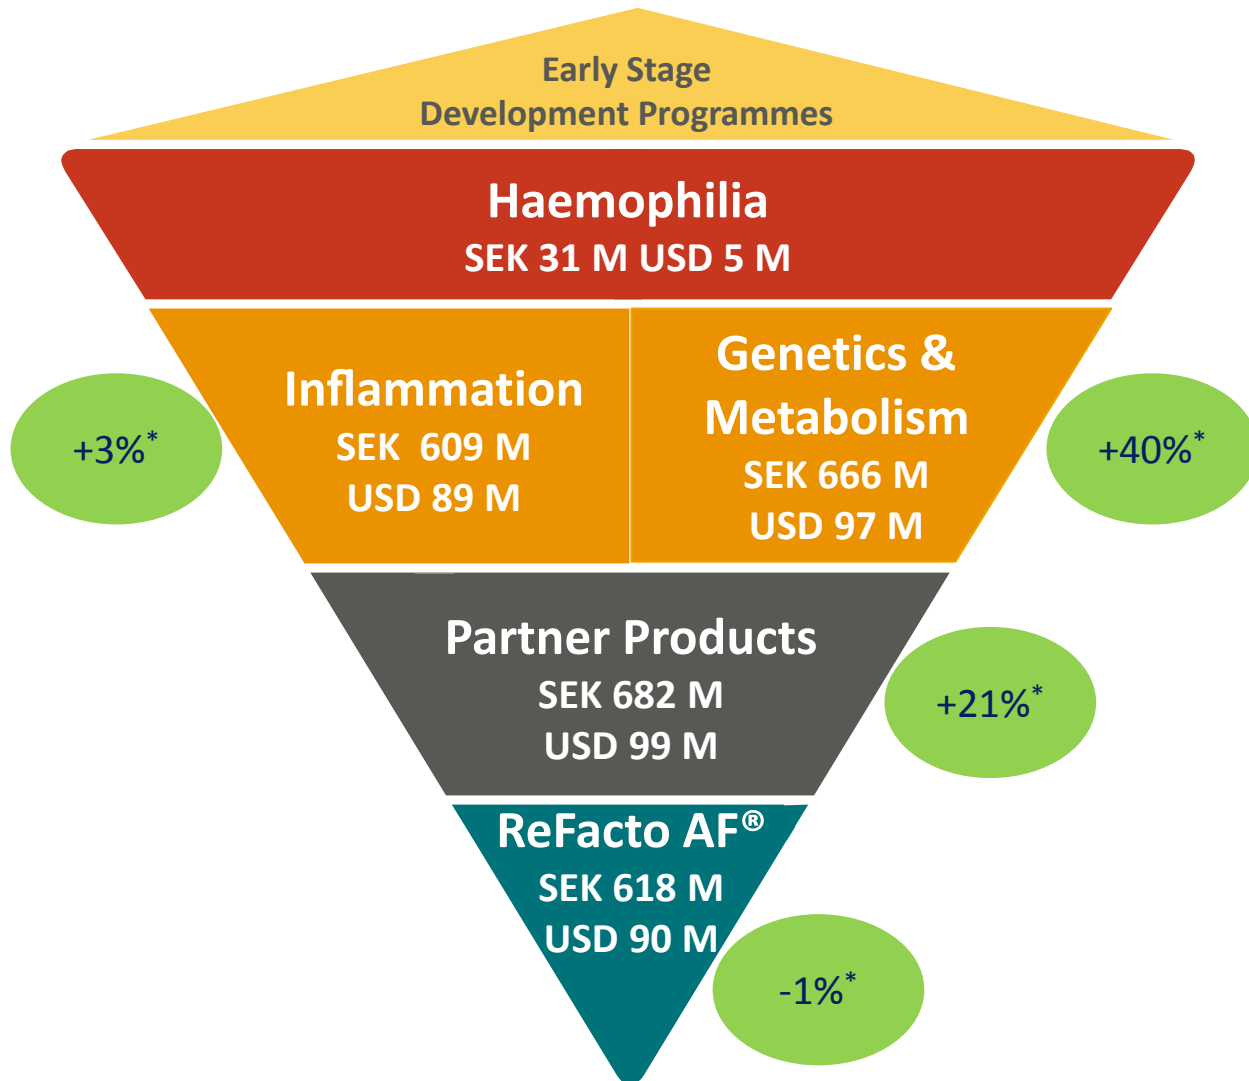 Early Stage
Development Programmes
Haemophilia
SEK 31 M USD 5 M
Inflammation
SEK  609 M
USD 89 M
Genetics &
Metabolism
SEK 666 M
USD 97 M
+3%*
+40%*
Partner Products
SEK 682 M
USD 99 M
+21%*
ReFacto AF®
SEK 618 M
USD 90 M
-1%*